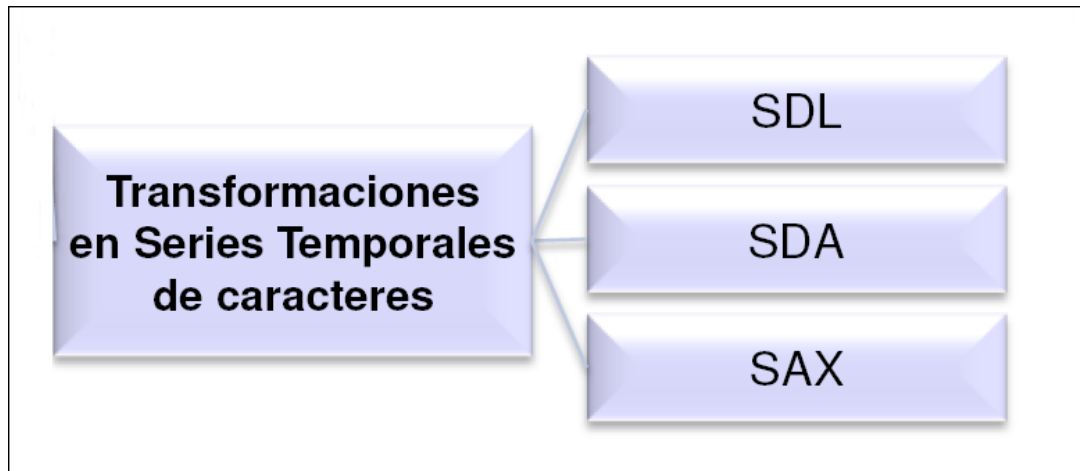 Transformaciones
en Series Temporales
de caracteres
SDL
SDA
SAX